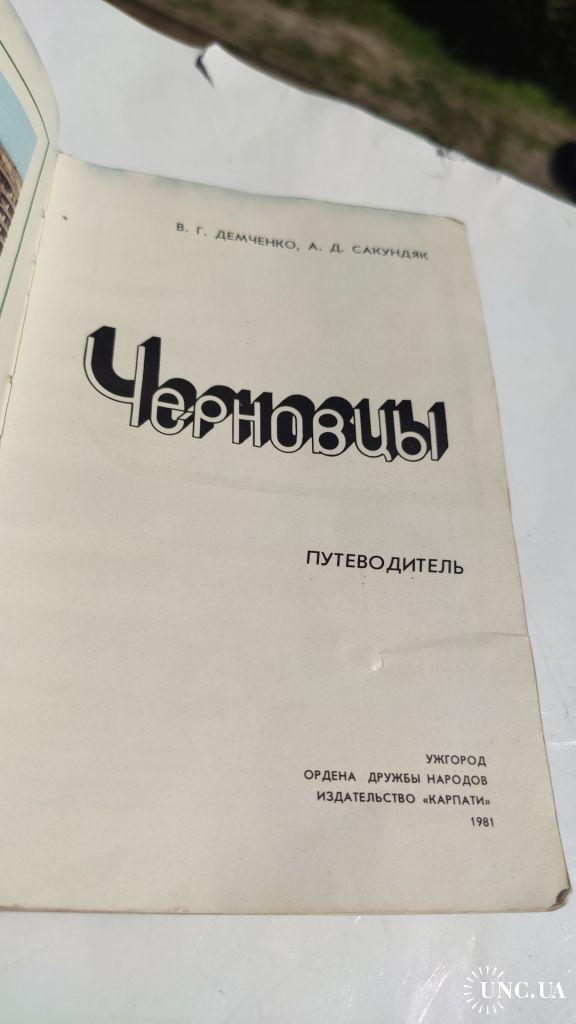 В. Г. ДЕМЧЕНКО, А. Д. САКУНДЯК
Черновцы
ПУТЕВОДИТЕЛЬ
УЖГОРОД
ОРДЕНА ДРУЖБЫ НАРОДОВ
ИЗДАТЕЛЬСТВО «КАРПАТИ»
1981
UNC.UA